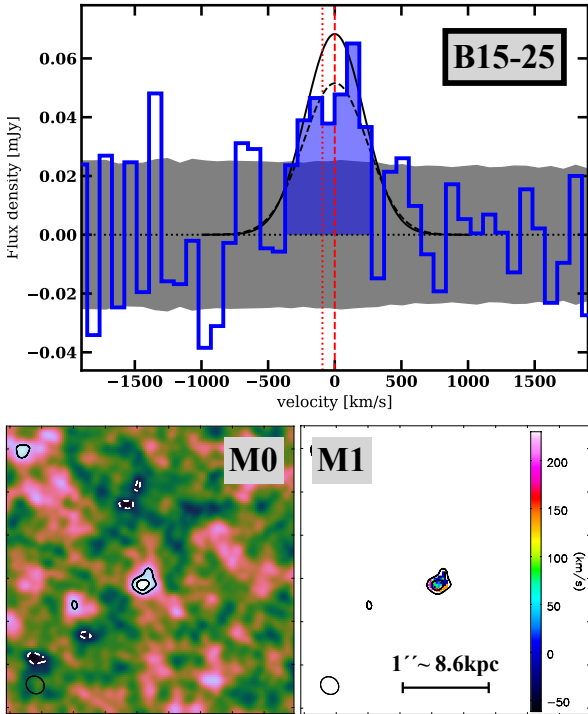 B15-25
Flux density [mJy]
0.06
0.04
0.02
0.00
−0.02
−0.04
−1500 −1000 −500 0 500 1000 1500
velocity [km/s]
M0
M1
200
150
100
50
0
−50
(km/s)
1´´~ 8.6kpc